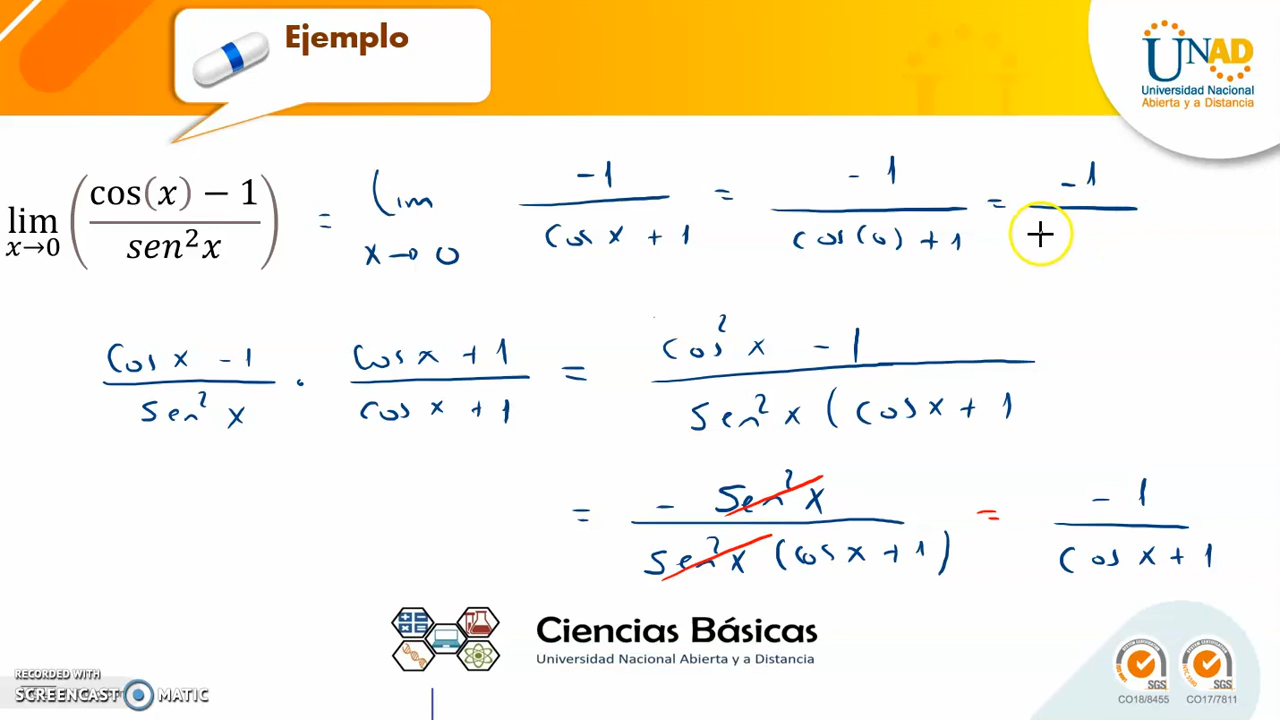 Ejemplo
UNAD
Universidad Nacional
Abierta y a Distancia
lim x→0 (cos(x) − 1 / sen²x) = lim x→0 -1 / cos x + 1 = -1 / cos(0) + 1 = -1 /
cos x - 1 / sen² x · cos x + 1 / cos x + 1 = cos² x - 1 / sen² x (cos x + 1
= - sen² x / sen² x (cos x + 1) = -1 / cos x + 1
Ciencias Básicas
Universidad Nacional Abierta y a Distancia
RECORDED WITH
SCREENCAST MATIC
SGS
CO18/8455
SGS
CO17/7811